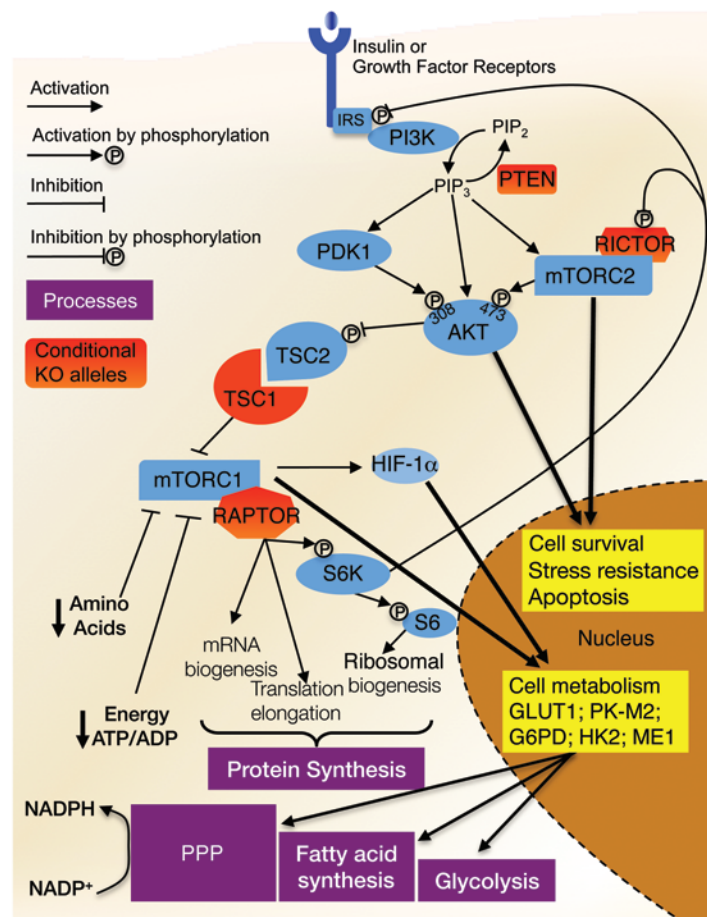 Insulin or
Growth Factor Receptors
Activation
Activation by phosphorylation
P
Inhibition
Inhibition by phosphorylation
P
Processes
Conditional
KO alleles
IRS
P
PI3K
PIP2
PIP3
PTEN
P
RICTOR
mTORC2
PDK1
P
308
P
473
AKT
P
TSC2
TSC1
mTORC1
RAPTOR
HIF-1α
P
S6K
P
S6
Amino
Acids
Energy
ATP/ADP
mRNA
biogenesis
Translation
elongation
Ribosomal
biogenesis
Protein Synthesis
Cell survival
Stress resistance
Apoptosis
Nucleus
Cell metabolism
GLUT1; PK-M2;
G6PD; HK2; ME1
NADPH
NADP+
PPP
Fatty acid
synthesis
Glycolysis